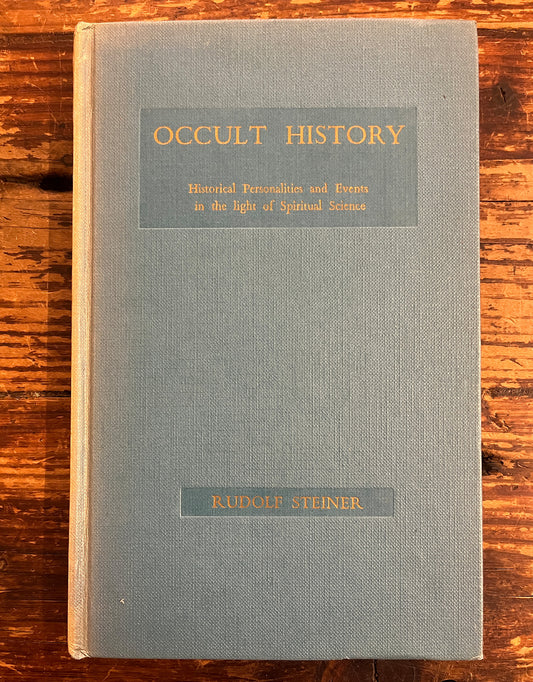 OCCULT HISTORY
Historical Personalities and Events
in the light of Spiritual Science
RUDOLF STEINER